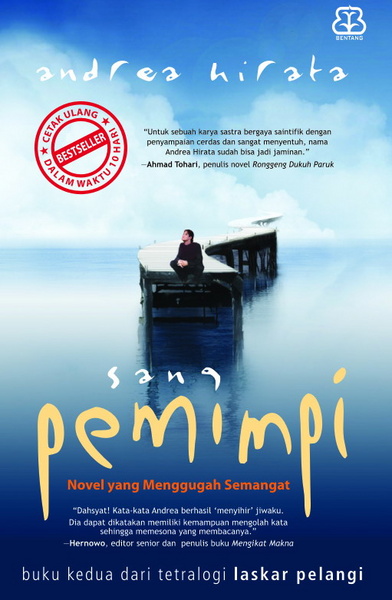 BENTANG
andrea hirata
CETAK ULANG
BESTSELLER
DALAM WAKTU 10 HARI
“Untuk sebuah karya sastra bergaya saintifik dengan
penyampaian cerdas dan sangat menyentuh, nama
Andrea Hirata sudah bisa jadi jaminan.”
—Ahmad Tohari, penulis novel Ronggeng Dukuh Paruk
sang
pemimpi
Novel yang Menggugah Semangat
“Dahsyat! Kata-kata Andrea berhasil ‘menyihir’ jiwaku.
Dia dapat dikatakan memiliki kemampuan mengolah kata
sehingga memesona yang membacanya.”
—Hernowo, editor senior dan penulis buku Mengikat Makna
buku kedua dari tetralogi laskar pelangi